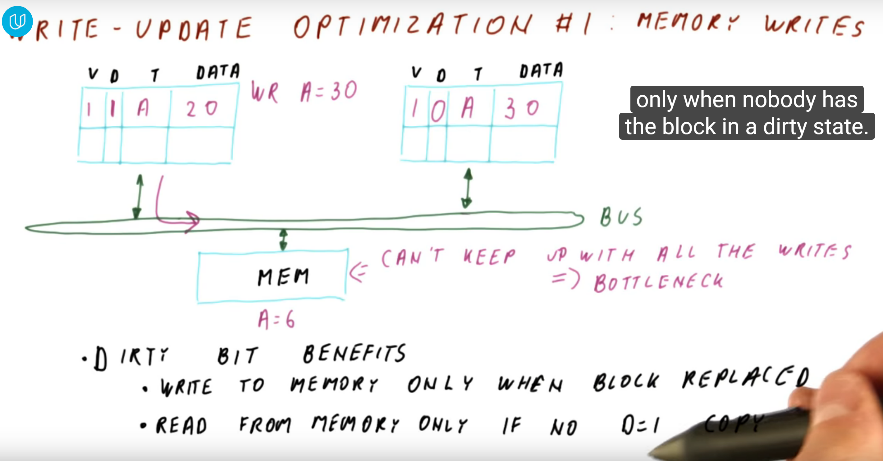 WRITE - UPDATE OPTIMIZATION #1: MEMORY WRITES
V D T DATA
1 1 A 20
WR A=30
V D T DATA
1 0 A 30
only when nobody has
the block in a dirty state.
BUS
MEM
CAN'T KEEP UP WITH ALL THE WRITES
=> BOTTLENECK
A=6
• DIRTY BIT BENEFITS
• WRITE TO MEMORY ONLY WHEN BLOCK REPLACED
• READ FROM MEMORY ONLY IF NO D=1 COPY